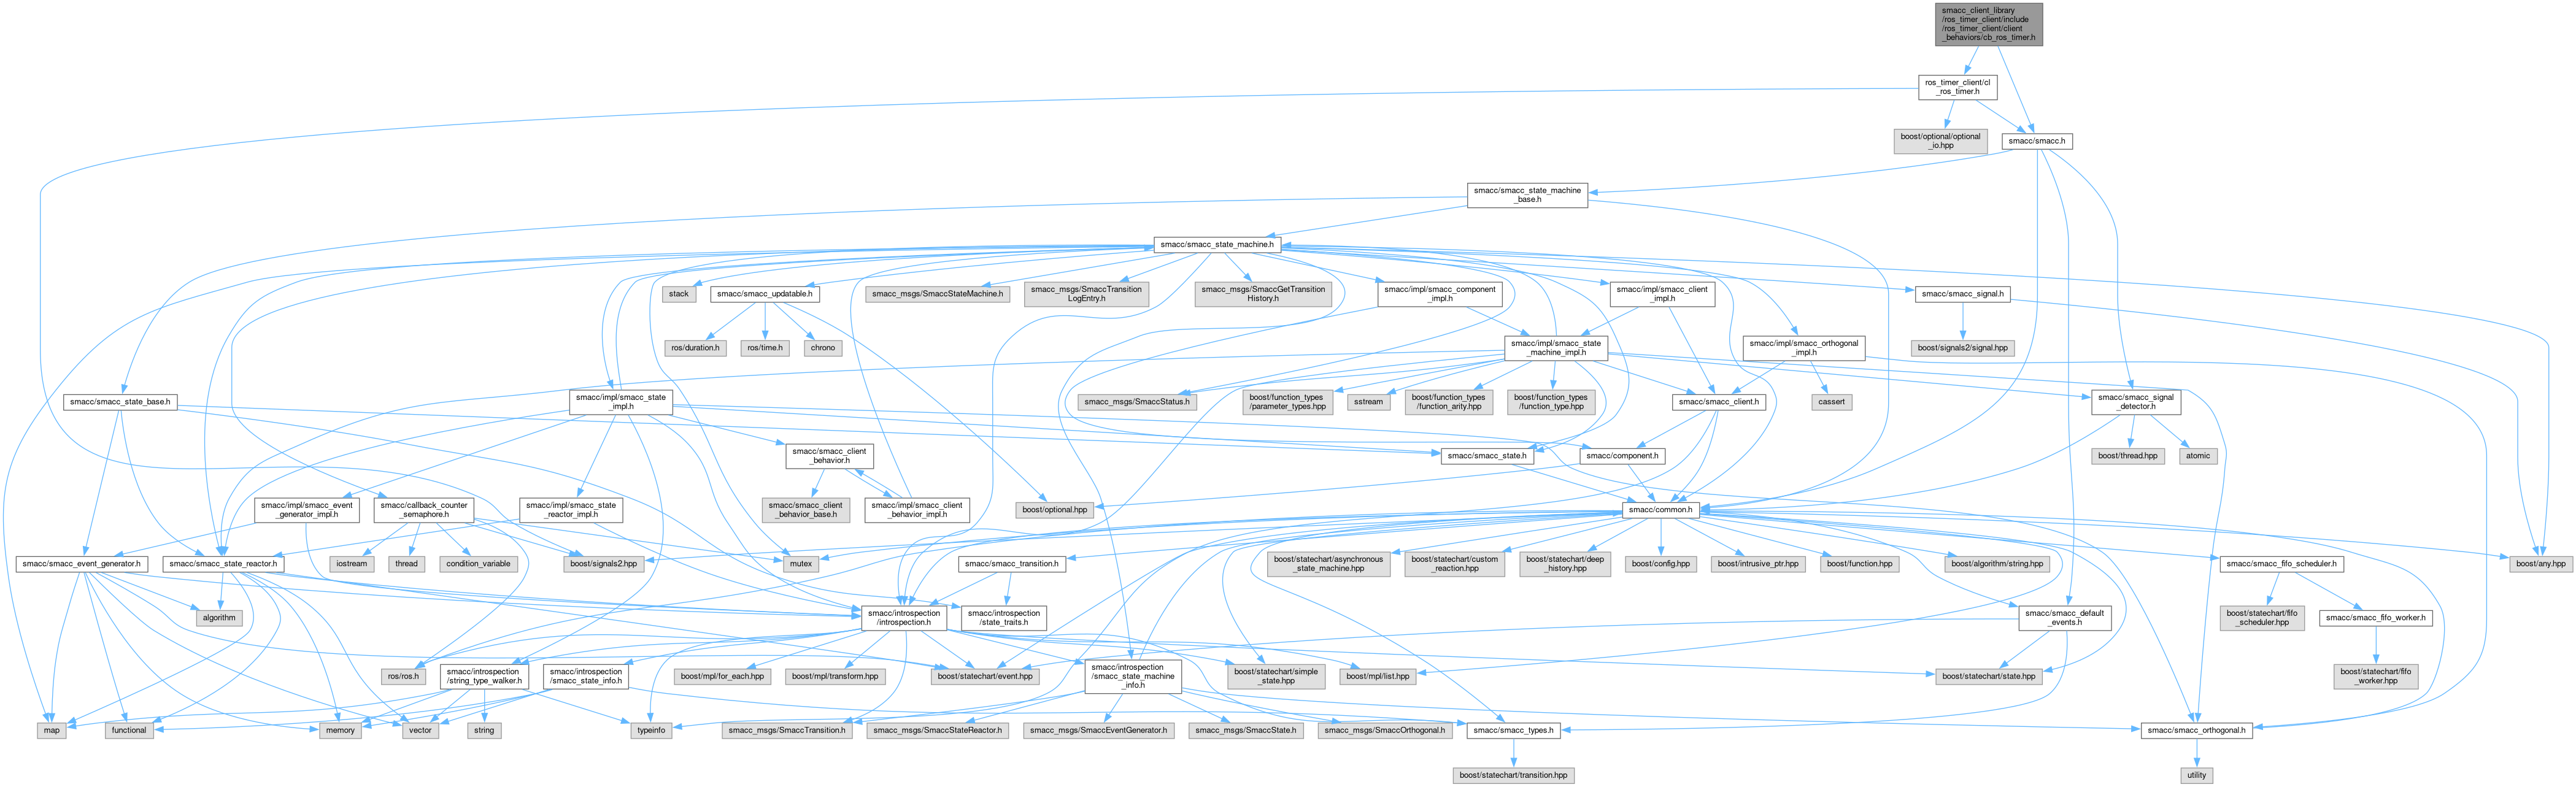 smacc_client_library
/ros_timer_client/include
/ros_timer_client/client
_behaviors/cb_ros_timer.h
ros_timer_client/cl
_ros_timer.h
boost/optional/optional
_io.hpp
smacc/smacc.h
smacc/smacc_state_machine
_base.h
smacc/smacc_state_machine.h
stack
smacc/smacc_updatable.h
smacc_msgs/SmaccStateMachine.h
smacc_msgs/SmaccTransition
LogEntry.h
smacc_msgs/SmaccGetTransition
History.h
smacc/impl/smacc_component
_impl.h
smacc/impl/smacc_client
_impl.h
smacc/smacc_signal.h
ros/duration.h
ros/time.h
chrono
smacc/impl/smacc_state
_machine_impl.h
smacc/impl/smacc_orthogonal
_impl.h
boost/signals2/signal.hpp
smacc/smacc_state_base.h
smacc/impl/smacc_state
_impl.h
smacc_msgs/SmaccStatus.h
boost/function_types
/parameter_types.hpp
sstream
boost/function_types
/function_arity.hpp
boost/function_types
/function_type.hpp
smacc/smacc_client.h
cassert
smacc/smacc_signal
_detector.h
smacc/smacc_client
_behavior.h
smacc/smacc_state.h
smacc/component.h
boost/thread.hpp
atomic
smacc/impl/smacc_event
_generator_impl.h
smacc/callback_counter
_semaphore.h
smacc/impl/smacc_state
_reactor_impl.h
smacc/smacc_client
_behavior_base.h
smacc/impl/smacc_client
_behavior_impl.h
boost/optional.hpp
smacc/common.h
smacc/smacc_event_generator.h
smacc/smacc_state_reactor.h
iostream
thread
condition_variable
boost/signals2.hpp
mutex
smacc/smacc_transition.h
boost/statechart/asynchronous
_state_machine.hpp
boost/statechart/custom
_reaction.hpp
boost/statechart/deep
_history.hpp
boost/config.hpp
boost/intrusive_ptr.hpp
boost/function.hpp
boost/algorithm/string.hpp
smacc/smacc_fifo_scheduler.h
boost/any.hpp
algorithm
smacc/introspection
/introspection.h
smacc/introspection
/state_traits.h
smacc/smacc_default
_events.h
boost/statechart/fifo
_scheduler.hpp
smacc/smacc_fifo_worker.h
ros/ros.h
smacc/introspection
/string_type_walker.h
smacc/introspection
/smacc_state_info.h
boost/mpl/for_each.hpp
boost/mpl/transform.hpp
boost/statechart/event.hpp
smacc/introspection
/smacc_state_machine
_info.h
boost/statechart/simple
_state.hpp
boost/mpl/list.hpp
boost/statechart/state.hpp
boost/statechart/fifo
_worker.hpp
map
functional
memory
vector
string
typeinfo
smacc_msgs/SmaccTransition.h
smacc_msgs/SmaccStateReactor.h
smacc_msgs/SmaccEventGenerator.h
smacc_msgs/SmaccState.h
smacc_msgs/SmaccOrthogonal.h
smacc/smacc_types.h
smacc/smacc_orthogonal.h
boost/statechart/transition.hpp
utility